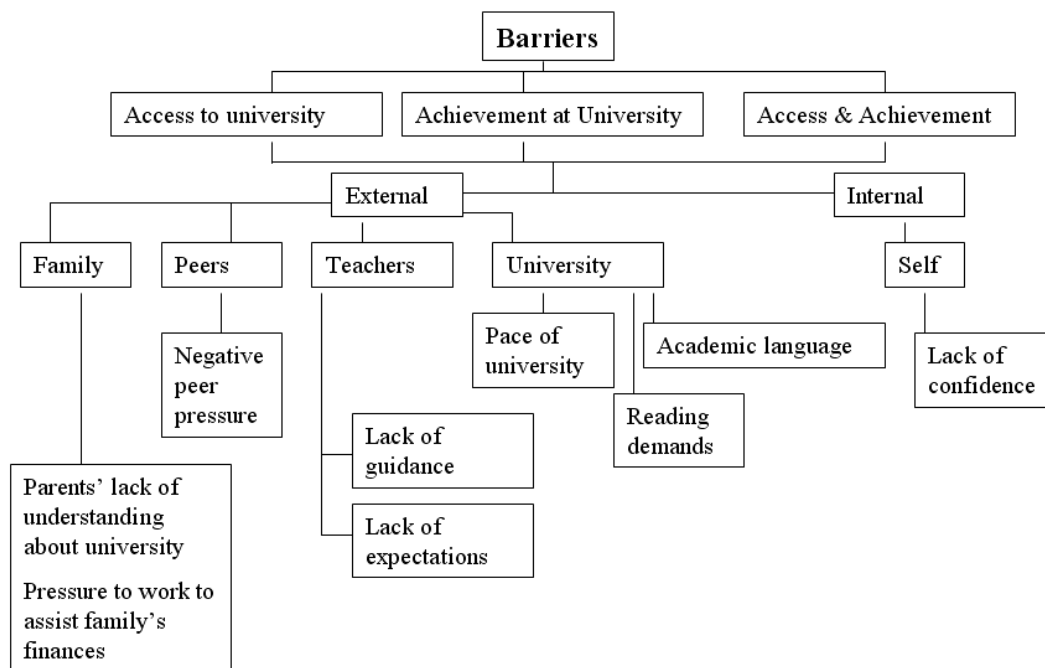 Barriers
Access to university
Achievement at University
Access & Achievement
External
Internal
Family
Peers
Teachers
University
Self
Negative
peer
pressure
Pace of
university
Academic language
Lack of
confidence
Reading
demands
Lack of
guidance
Lack of
expectations
Parents’ lack of
understanding
about university
Pressure to work to
assist family’s
finances